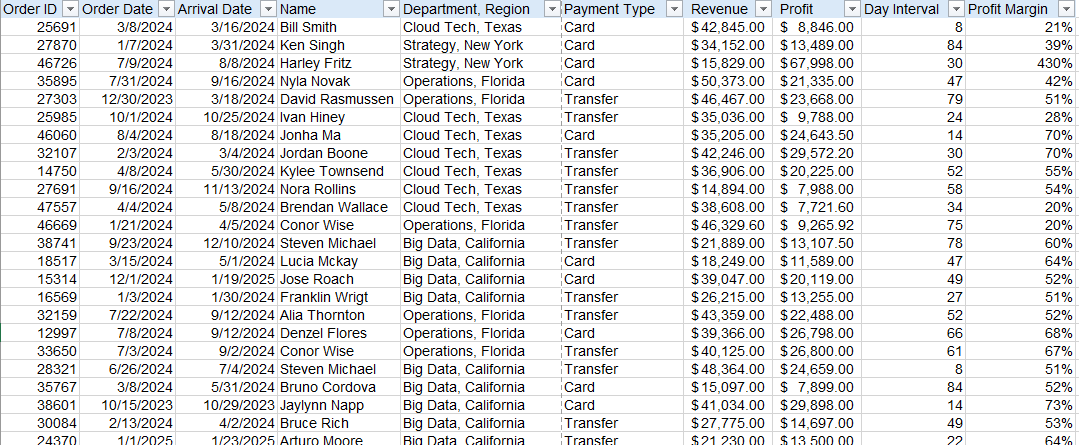 Order ID Order Date Arrival Date Name Department, Region Payment Type Revenue Profit Day Interval Profit Margin
25691 3/8/2024 3/16/2024 Bill Smith Cloud Tech, Texas Card $ 42,845.00 $ 8,846.00 8 21%
27870 1/7/2024 3/31/2024 Ken Singh Strategy, New York Card $ 34,152.00 $ 13,489.00 84 39%
46726 7/9/2024 8/8/2024 Harley Fritz Strategy, New York Card $ 15,829.00 $ 67,998.00 30 430%
35895 7/31/2024 9/16/2024 Nyla Novak Operations, Florida Card $ 50,373.00 $ 21,335.00 47 42%
27303 12/30/2023 3/18/2024 David Rasmussen Operations, Florida Transfer $ 46,467.00 $ 23,668.00 79 51%
25985 10/1/2024 10/25/2024 Ivan Hiney Cloud Tech, Texas Transfer $ 35,036.00 $ 9,788.00 24 28%
46060 8/4/2024 8/18/2024 Jonha Ma Cloud Tech, Texas Card $ 35,205.00 $ 24,643.50 14 70%
32107 2/3/2024 3/4/2024 Jordan Boone Cloud Tech, Texas Transfer $ 42,246.00 $ 29,572.20 30 70%
14750 4/8/2024 5/30/2024 Kylee Townsend Cloud Tech, Texas Transfer $ 36,906.00 $ 20,225.00 52 55%
27691 9/16/2024 11/13/2024 Nora Rollins Cloud Tech, Texas Transfer $ 14,894.00 $ 7,988.00 58 54%
47557 4/4/2024 5/8/2024 Brendan Wallace Cloud Tech, Texas Transfer $ 38,608.00 $ 7,721.60 34 20%
46669 1/21/2024 4/5/2024 Conor Wise Operations, Florida Transfer $ 46,329.60 $ 9,265.92 75 20%
38741 9/23/2024 12/10/2024 Steven Michael Big Data, California Transfer $ 21,889.00 $ 13,107.50 78 60%
18517 3/15/2024 5/1/2024 Lucia Mckay Big Data, California Card $ 18,249.00 $ 11,589.00 47 64%
15314 12/1/2024 1/19/2025 Jose Roach Big Data, California Card $ 39,047.00 $ 20,119.00 49 52%
16569 1/3/2024 1/30/2024 Franklin Wrigt Big Data, California Transfer $ 26,215.00 $ 13,255.00 27 51%
32159 7/22/2024 9/12/2024 Alia Thornton Operations, Florida Transfer $ 43,359.00 $ 22,488.00 52 52%
12997 7/8/2024 9/12/2024 Denzel Flores Operations, Florida Card $ 39,366.00 $ 26,798.00 66 68%
33650 7/3/2024 9/2/2024 Conor Wise Operations, Florida Transfer $ 40,125.00 $ 26,800.00 61 67%
28321 6/26/2024 7/4/2024 Steven Michael Big Data, California Transfer $ 48,364.00 $ 24,659.00 8 51%
35767 3/8/2024 5/31/2024 Bruno Cordova Big Data, California Card $ 15,097.00 $ 7,899.00 84 52%
38601 10/15/2023 10/29/2023 Jaylynn Napp Big Data, California Card $ 41,034.00 $ 29,898.00 14 73%
30084 2/13/2024 4/2/2024 Bruce Rich Big Data, California Transfer $ 27,775.00 $ 14,697.00 49 53%
24370 1/1/2025 1/23/2025 Arturo Moore Big Data, California Transfer $ 21,230.00 $ 13,500.00 22 64%